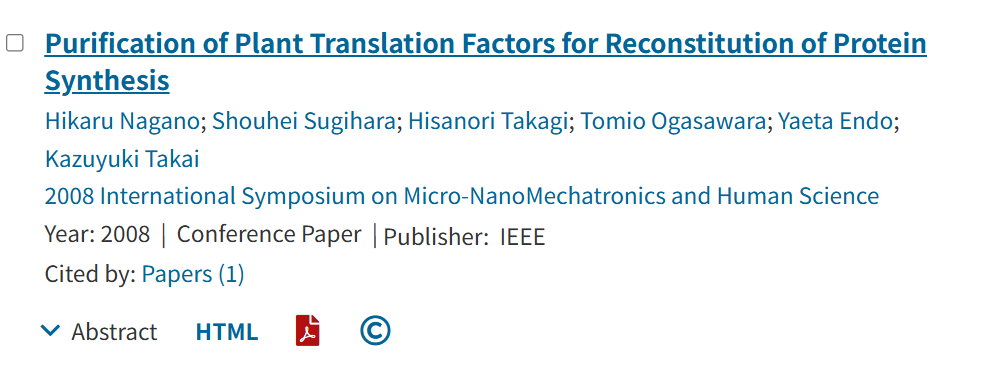 Purification of Plant Translation Factors for Reconstitution of Protein
Synthesis
Hikaru Nagano; Shouhei Sugihara; Hisanori Takagi; Tomio Ogasawara; Yaeta Endo;
Kazuyuki Takai
2008 International Symposium on Micro-NanoMechatronics and Human Science
Year: 2008 | Conference Paper | Publisher: IEEE
Cited by: Papers (1)
Abstract HTML ©